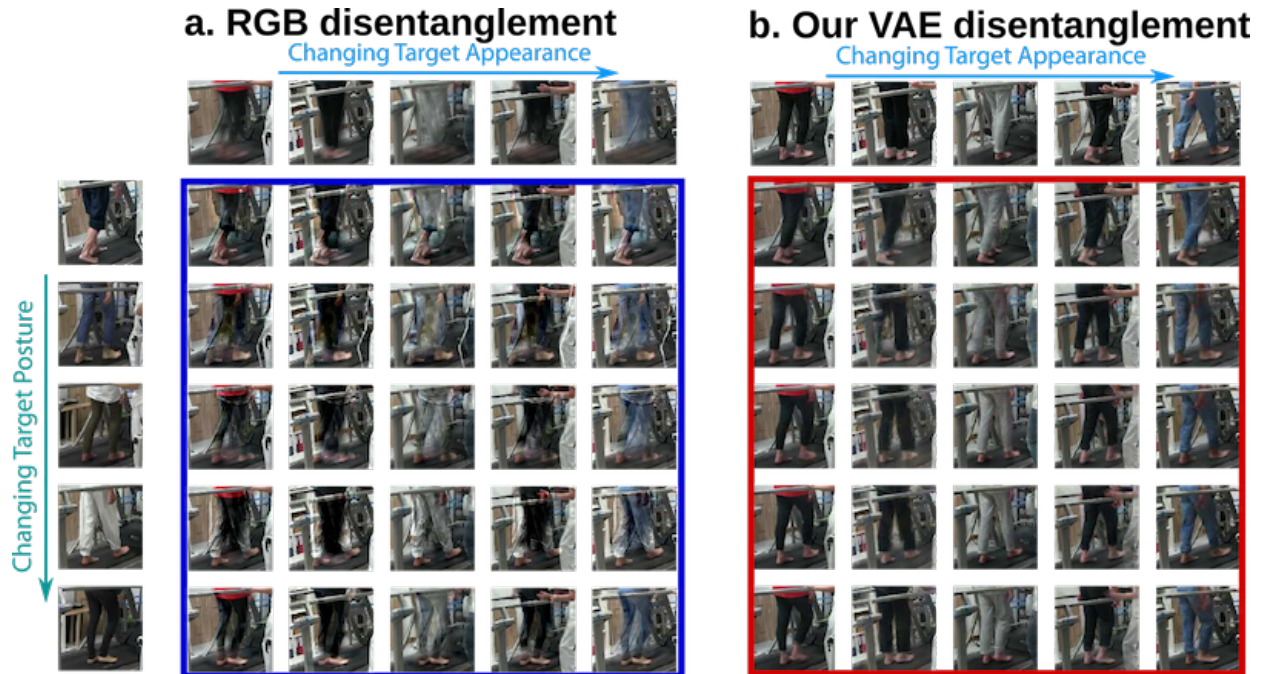 a. RGB disentanglement
Changing Target Appearance
b. Our VAE disentanglement
Changing Target Appearance
Changing Target Posture